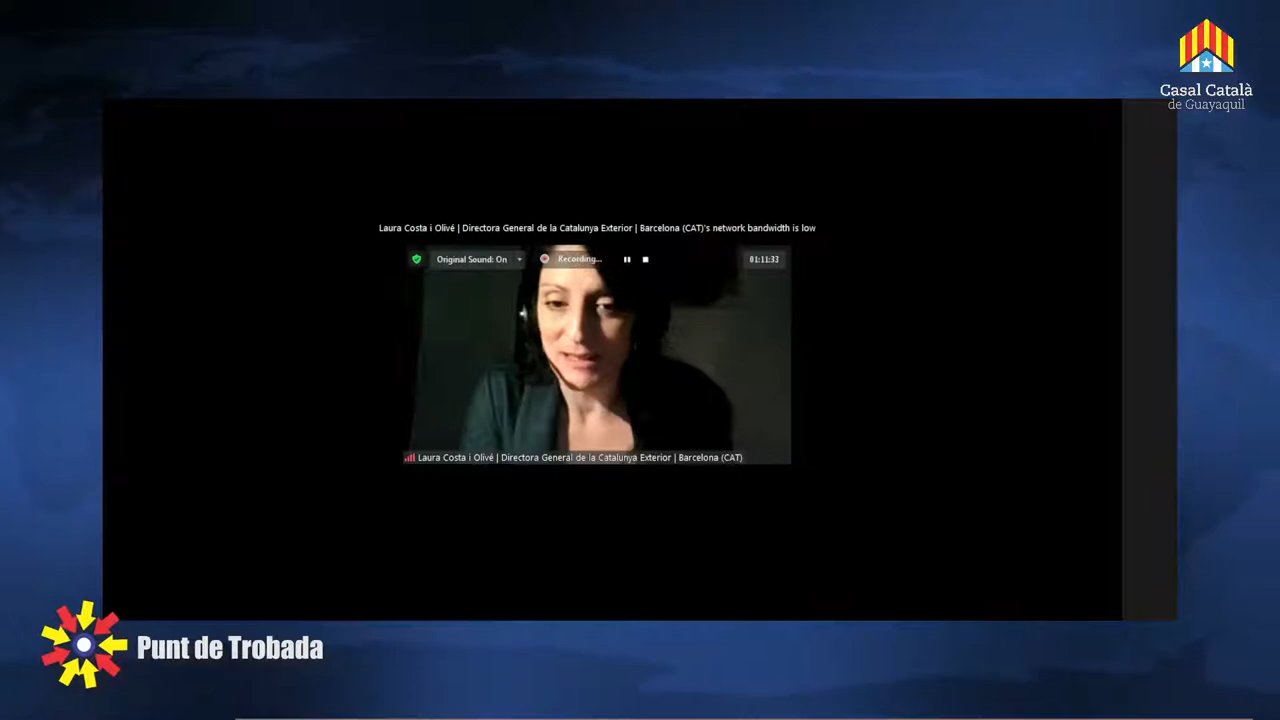 Casal Català
de Guayaquil
Laura Costa i Olivé | Directora General de la Catalunya Exterior | Barcelona (CAT)'s network bandwidth is low
Original Sound: On
Recording...
01:11:33
Laura Costa i Olivé | Directora General de la Catalunya Exterior | Barcelona (CAT)
Punt de Trobada